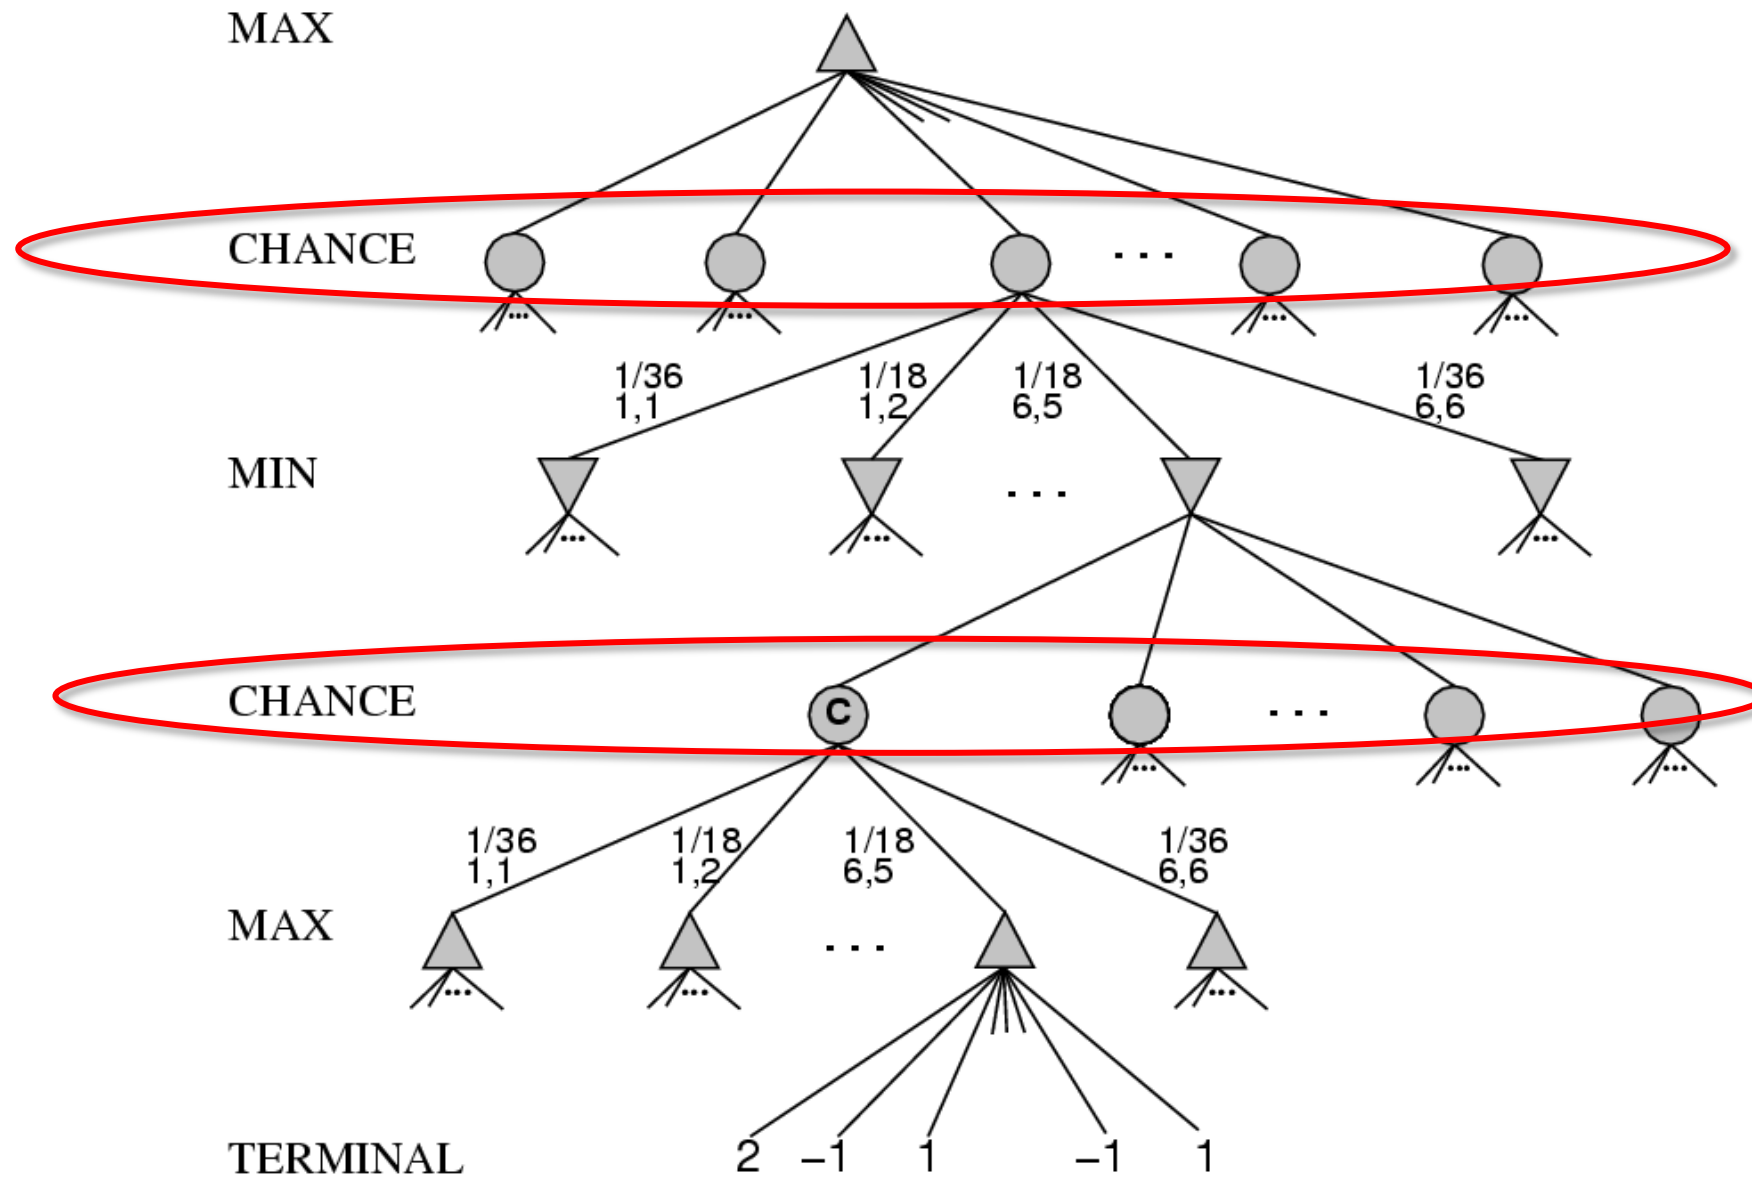 MAX
CHANCE
...
1/36 1/18 1/18 1/36
1,1 1,2 6,5 6,6
MIN
...
CHANCE
C ...
1/36 1/18 1/18 1/36
1,1 1,2 6,5 6,6
MAX
...
TERMINAL 2 –1 1 –1 1